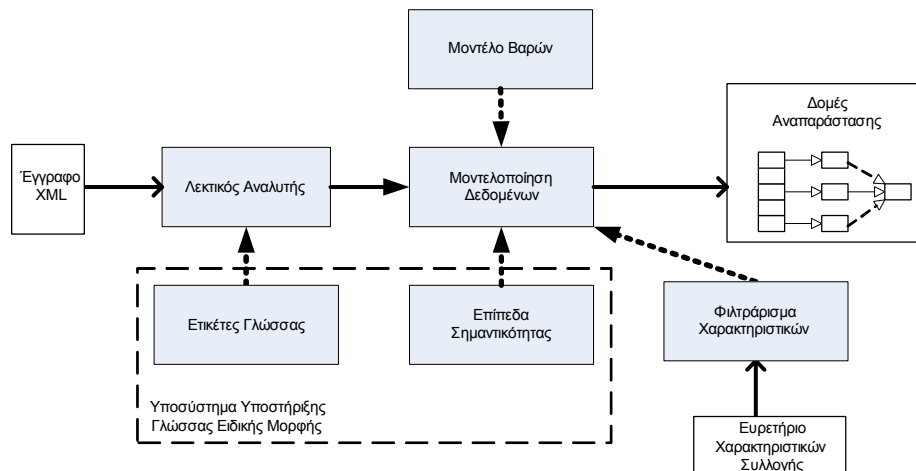 Μοντέλο Βαρών
Δομές
Αναπαράστασης
Έγγραφο
XML
Λεκτικός Αναλυτής
Μοντελοποίηση
Δεδομένων
Ετικέτες Γλώσσας
Επίπεδα
Σημαντικότητας
Φιλτράρισμα
Χαρακτηριστικών
Υποσύστημα Υποστήριξης
Γλώσσας Ειδικής Μορφής
Ευρετήριο
Χαρακτηριστικών
Συλλογής